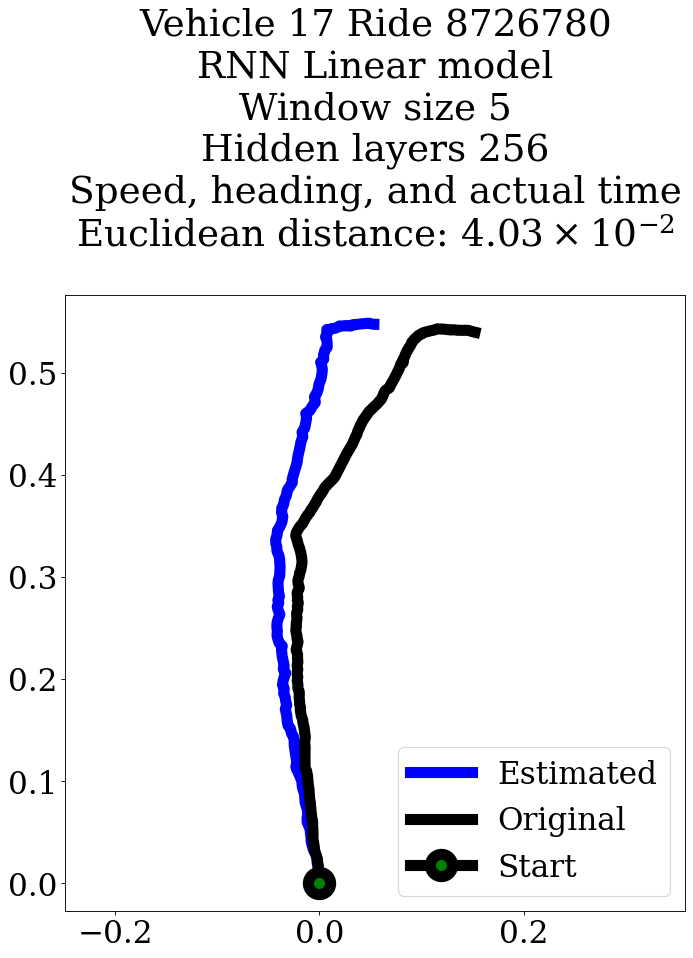 Vehicle 17 Ride 8726780
RNN Linear model
Window size 5
Hidden layers 256
Speed, heading, and actual time
Euclidean distance: 4.03 × 10⁻²
0.5
0.4
0.3
0.2
0.1
0.0
Estimated
Original
Start
−0.2 0.0 0.2